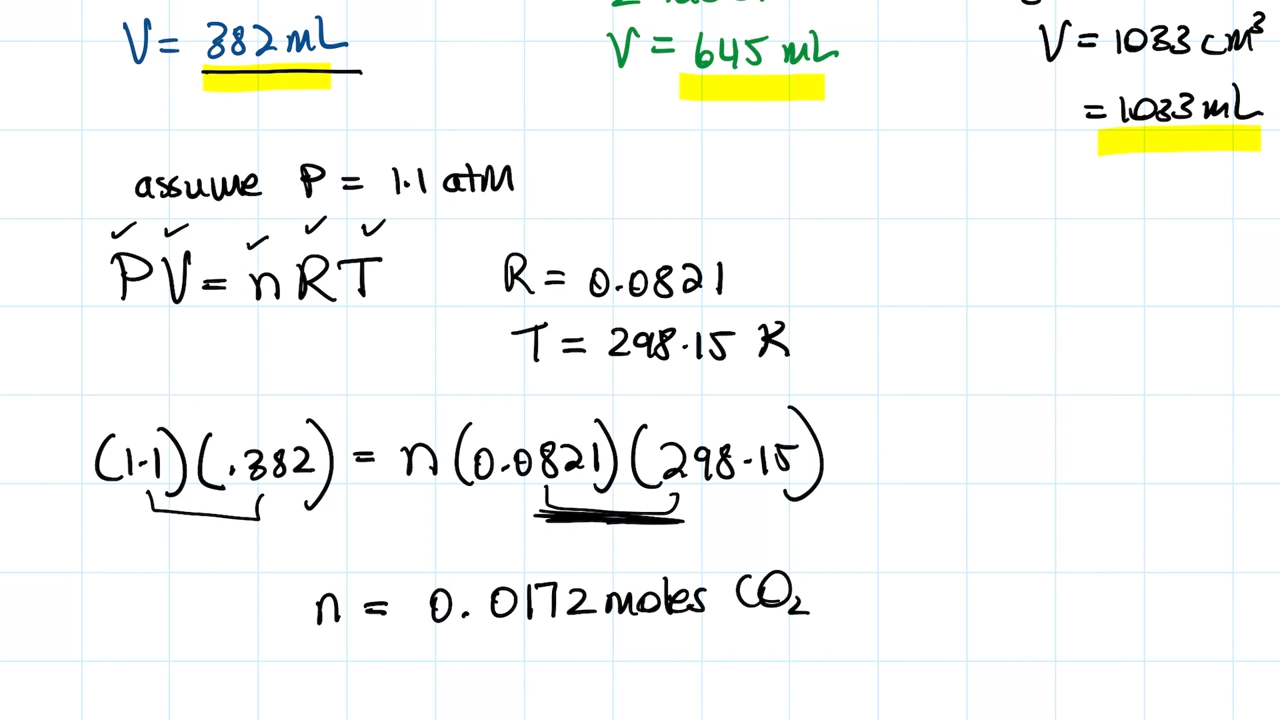 V = 382 mL
V = 645 mL
V = 1033 cm³
= 1033 mL
assume P = 1.1 atm
PV = nRT
R = 0.0821
T = 298.15 K
(1.1)(.382) = n(0.0821)(298.15)
n = 0.0172 moles CO₂